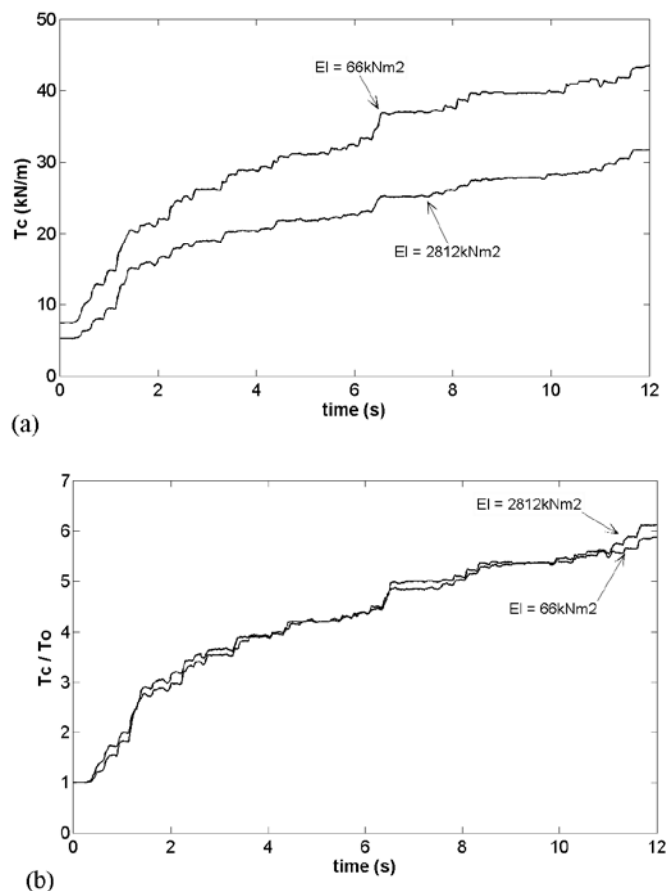 50
40
30
20
10
0
Tc (kN/m)
EI = 66kNm2
EI = 2812kNm2
0 2 4 6 8 10 12
time (s)
(a)
7
6
5
4
3
2
1
0
Tc / To
EI = 2812kNm2
EI = 66kNm2
0 2 4 6 8 10 12
time (s)
(b)